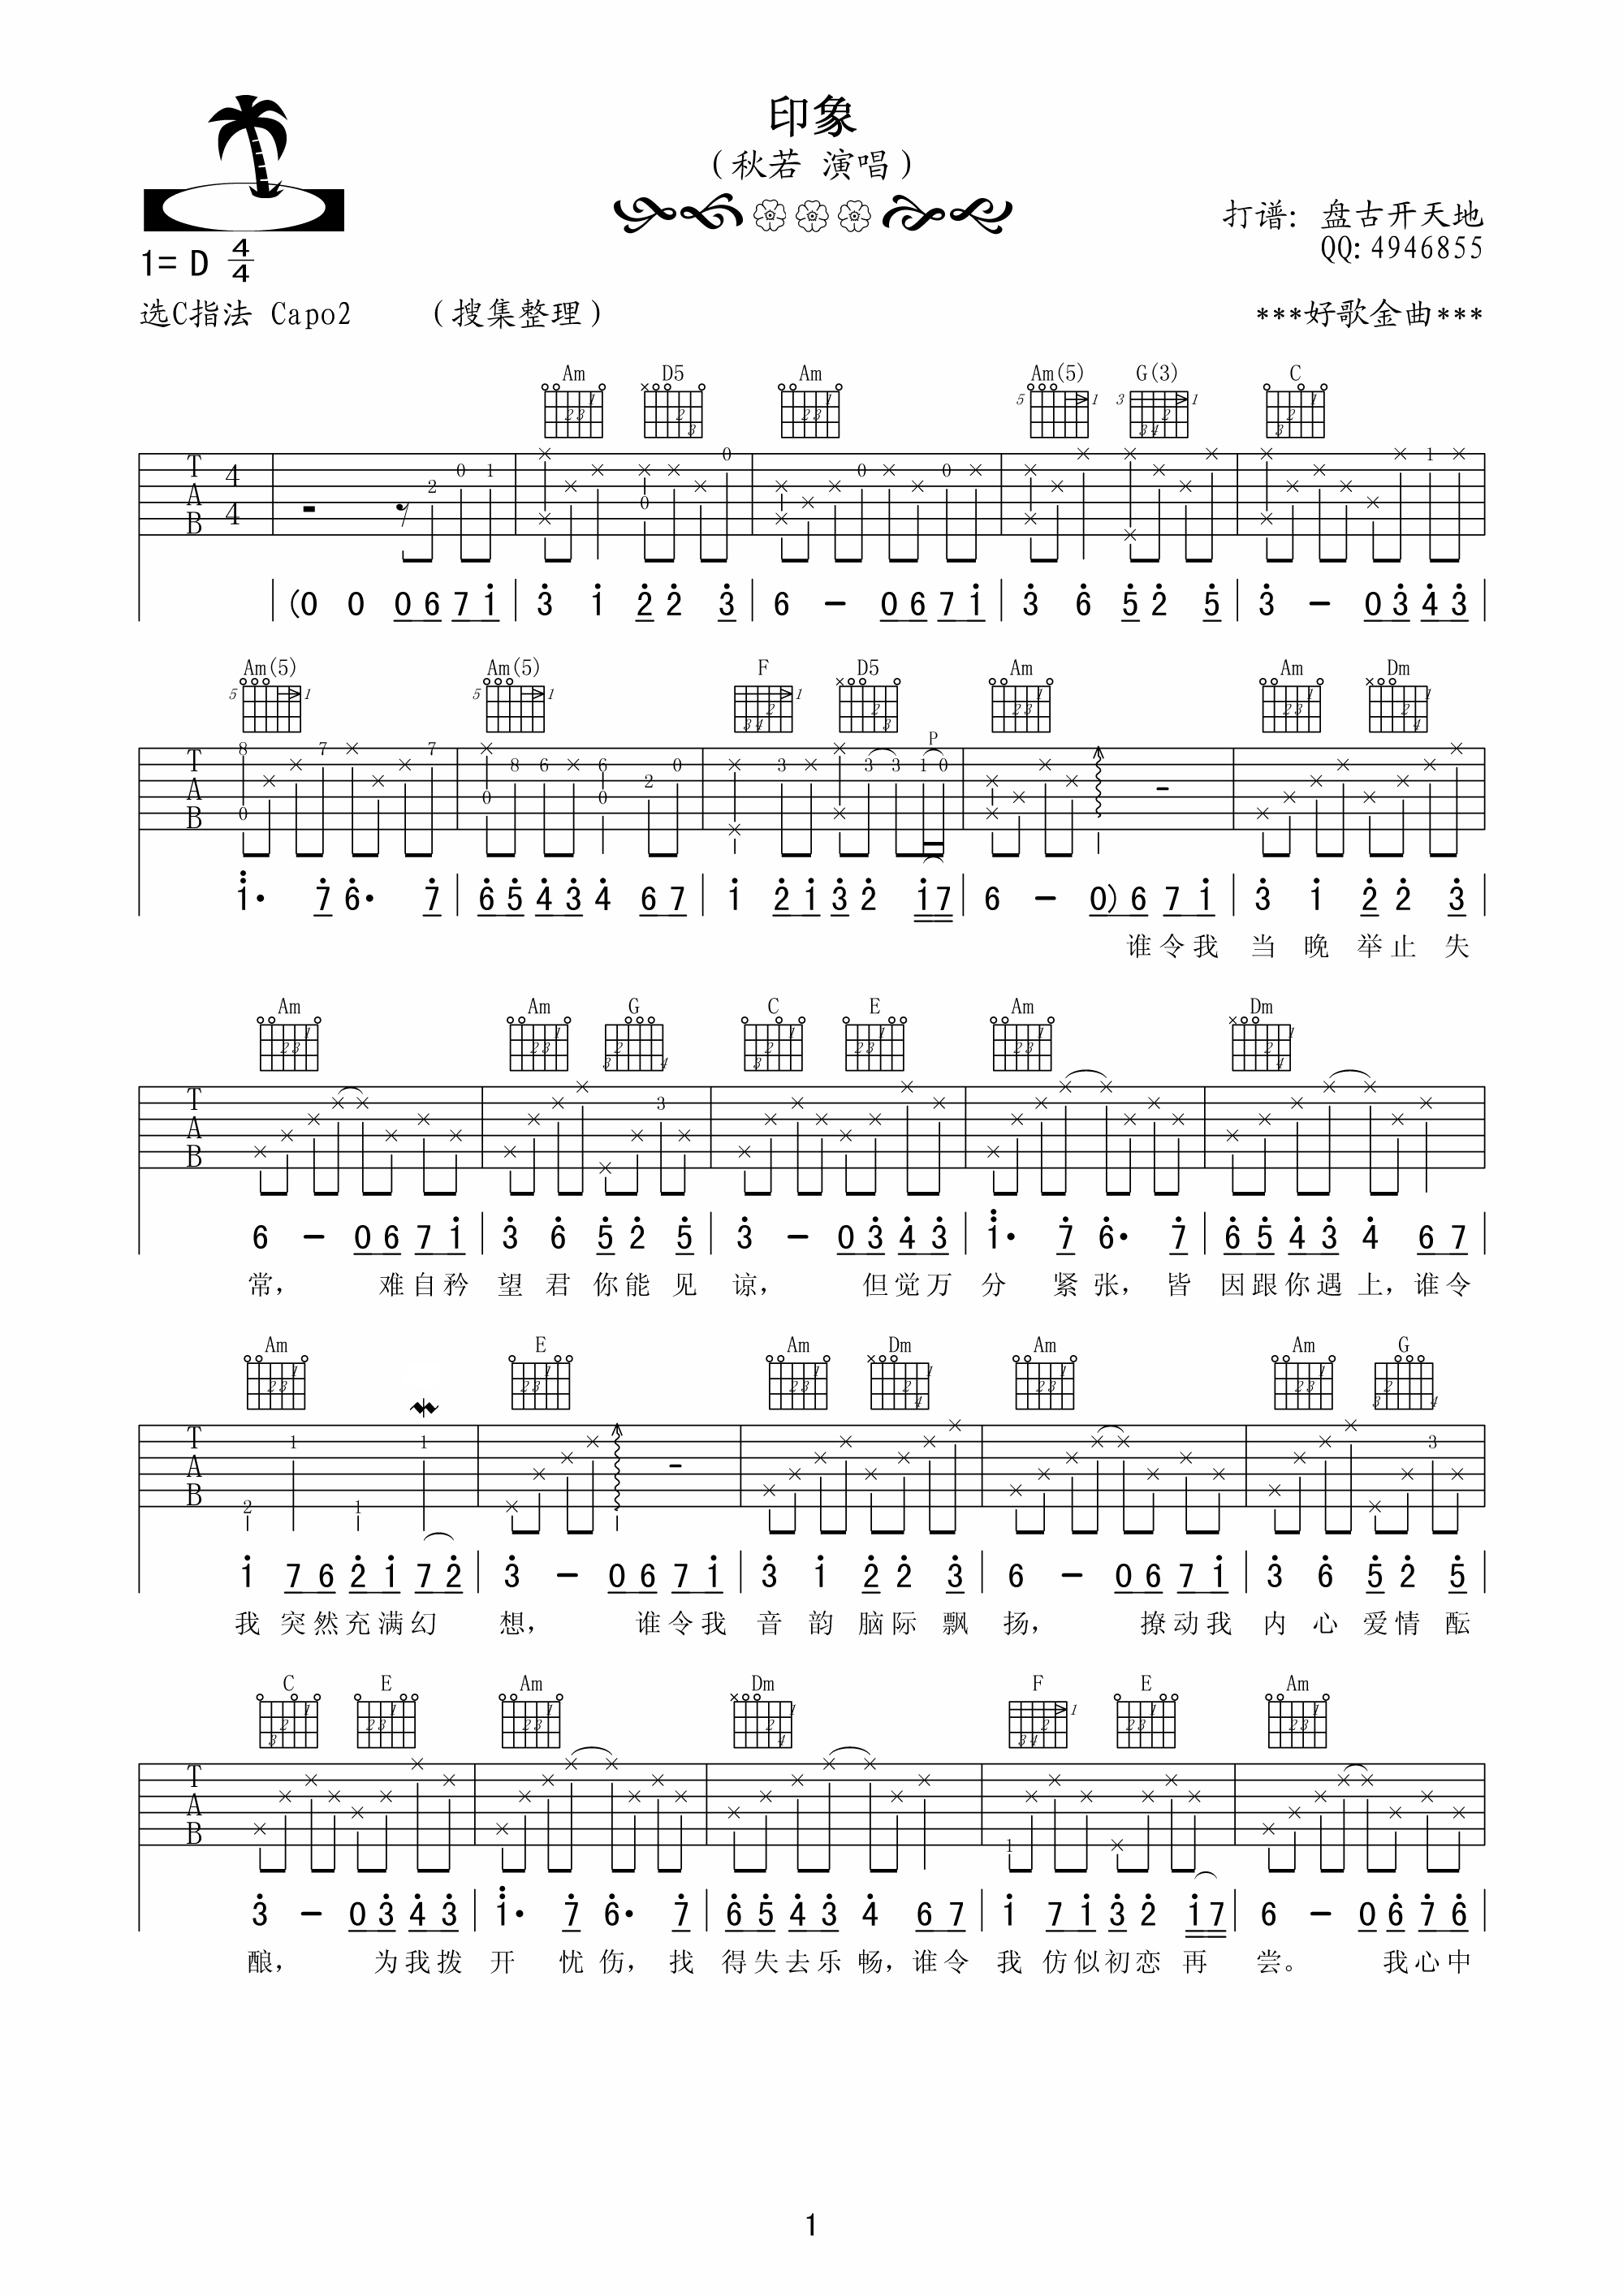 印象
(秋若 演唱)
打谱: 盘古开天地
QQ: 4946855
1= D 4/4
选C指法 Capo2 (搜集整理)
***好歌金曲***
Am D5 Am Am(5) G(3) C
T A B 4 4
(0 0 0 6 7 1 | 3 1 2 2 3 | 6 - 0 6 7 1 | 3 6 5 2 5 | 3 - 0 3 4 3 |
Am(5) Am(5) F D5 Am Am Dm
P
T A B
1· 7 6· 7 | 6 5 4 3 4 6 7 | 1 2 1 3 2 1 7 | 6 - 0) 6 7 1 | 3 1 2 2 3 |
谁令我 当 晚 举止 失
Am Am G C E Am Dm
T A B
6 - 0 6 7 1 | 3 6 5 2 5 | 3 - 0 3 4 3 | 1· 7 6· 7 | 6 5 4 3 4 6 7
常, 难自矜 望 君 你能 见 谅, 但觉万 分 紧张, 皆 因跟你遇上,谁令
Am E Am Dm Am Am G
T A B
1 7 6 2 1 7 2 | 3 - 0 6 7 1 | 3 1 2 2 3 | 6 - 0 6 7 1 | 3 6 5 2 5 |
我 突然充满幻 想, 谁令我 音 韵 脑际 飘 扬, 撩动我 内 心 爱情 酝
C E Am Dm F E Am
T A B
3 - 0 3 4 3 | 1· 7 6· 7 | 6 5 4 3 4 6 7 | 1 7 1 3 2 1 7 | 6 - 0 6 7 6 |
酿, 为我拨 开 忧伤, 找 得失去乐 畅,谁令 我 仿似初恋 再 尝。 我心中
1